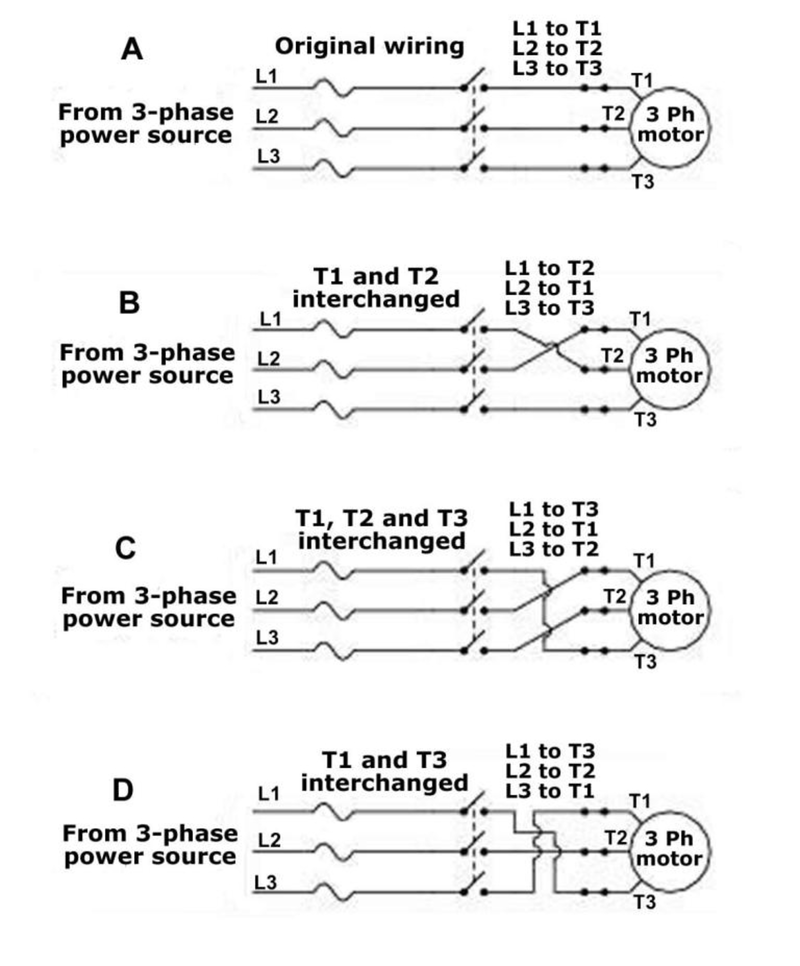 A
Original wiring
L1 to T1
L2 to T2
L3 to T3
From 3-phase
power source
L1
L2
L3
T1
T2
T3
3 Ph
motor
B
T1 and T2
interchanged
L1 to T2
L2 to T1
L3 to T3
From 3-phase
power source
L1
L2
L3
T1
T2
T3
3 Ph
motor
C
T1, T2 and T3
interchanged
L1 to T3
L2 to T1
L3 to T2
From 3-phase
power source
L1
L2
L3
T1
T2
T3
3 Ph
motor
D
T1 and T3
interchanged
L1 to T3
L2 to T2
L3 to T1
From 3-phase
power source
L1
L2
L3
T1
T2
T3
3 Ph
motor